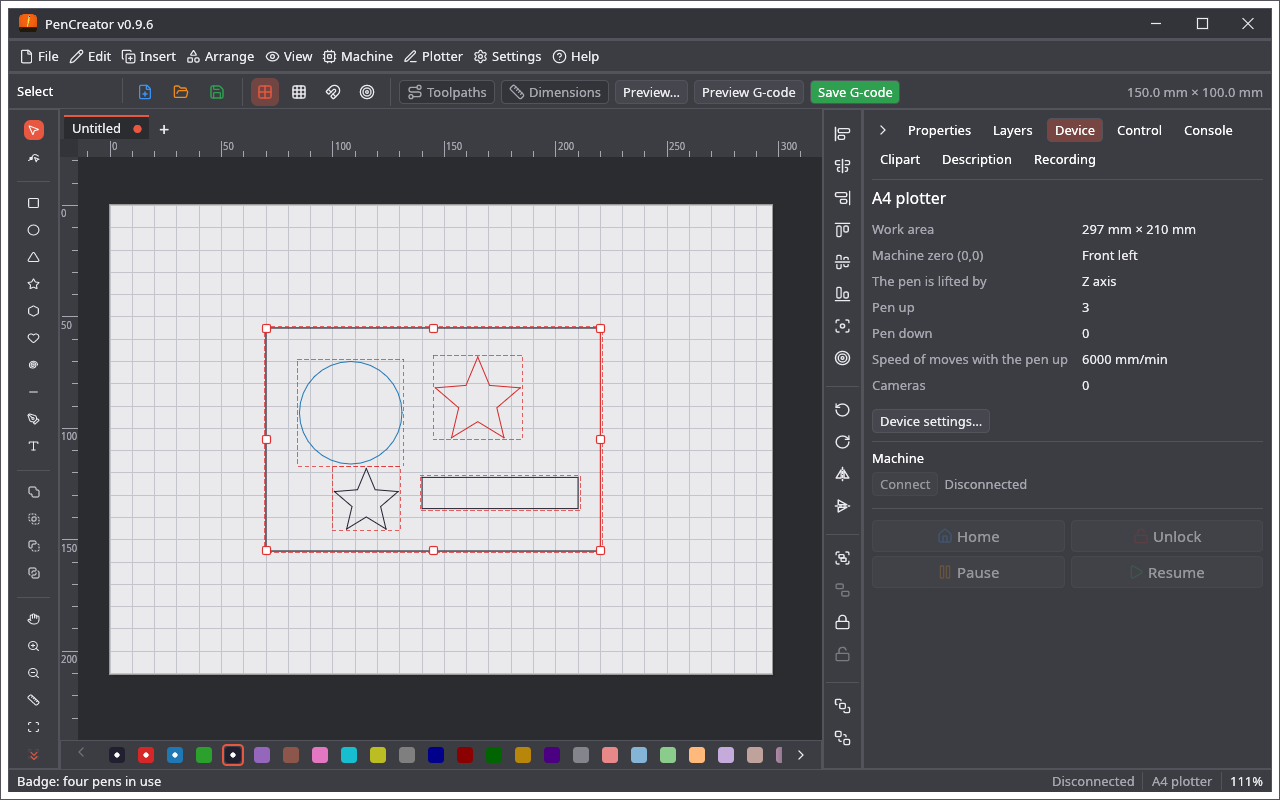 PenCreator v0.9.6
File Edit Insert Arrange View Machine Plotter Settings Help
Select Toolpaths Dimensions Preview... Preview G-code Save G-code 150.0 mm × 100.0 mm
Untitled
0 50 100 150 200 250 300
0
50
100
150
200
Properties Layers Device Control Console
Clipart Description Recording
A4 plotter
Work area 297 mm × 210 mm
Machine zero (0,0) Front left
The pen is lifted by Z axis
Pen up 3
Pen down 0
Speed of moves with the pen up 6000 mm/min
Cameras 0
Device settings...
Machine
Connect Disconnected
Home Unlock
Pause Resume
Badge: four pens in use Disconnected A4 plotter 111%